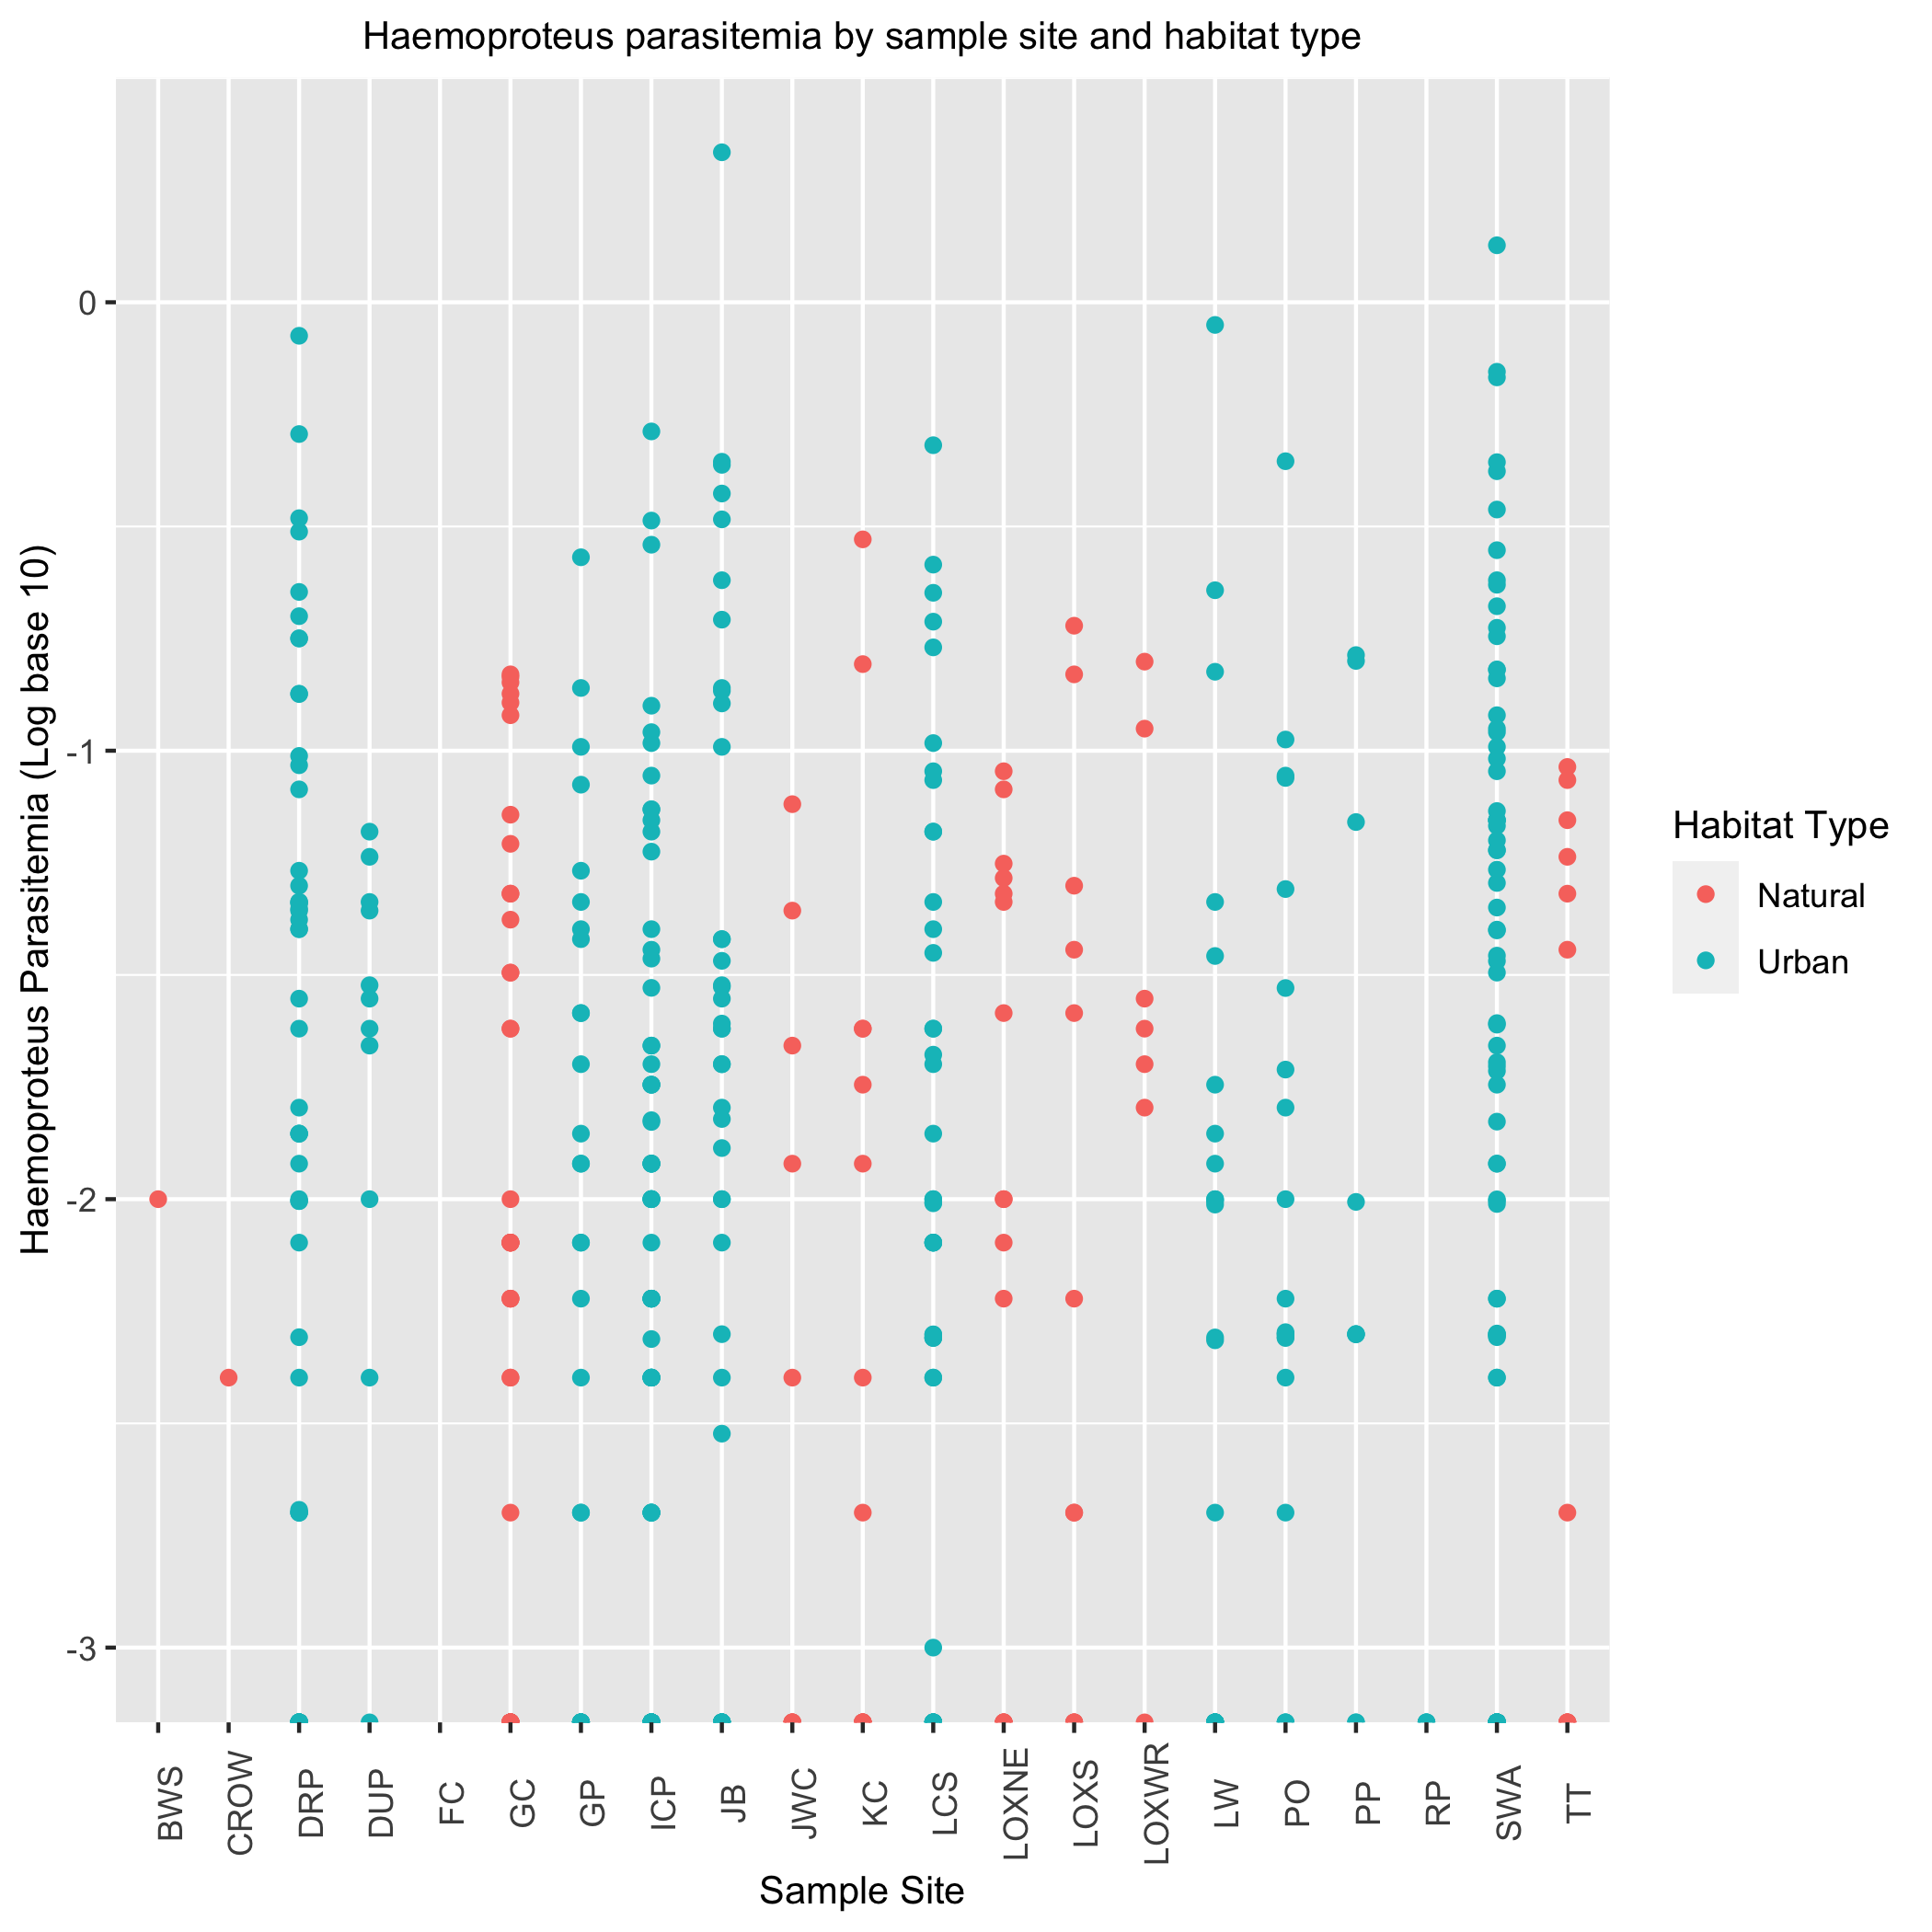 Haemoproteus parasitemia by sample site and habitat type
Haemoproteus Parasitemia (Log base 10)
0
-1
-2
-3
BWS
CROW
DRP
DUP
FC
GC
GP
ICP
JB
JWC
KC
LCS
LOXNE
LOXS
LOXWR
LW
PO
PP
RP
SWA
TT
Sample Site
Habitat Type
Natural
Urban